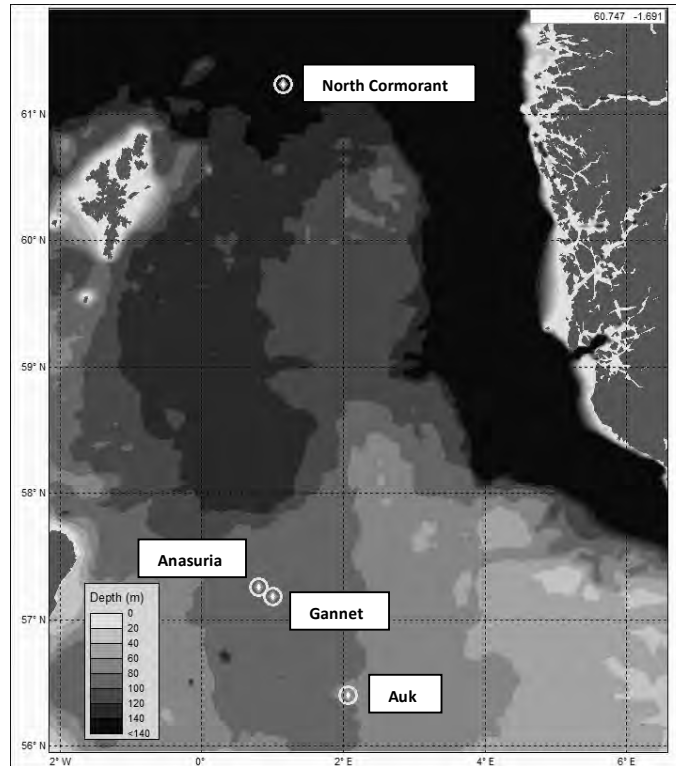 60.747 -1.691
North Cormorant
61° N
60° N
59° N
58° N
Anasuria
Gannet
57° N
Depth (m)
0
20
40
60
80
100
120
140
<140
Auk
56° N
2° W 0° 2° E 4° E 6° E